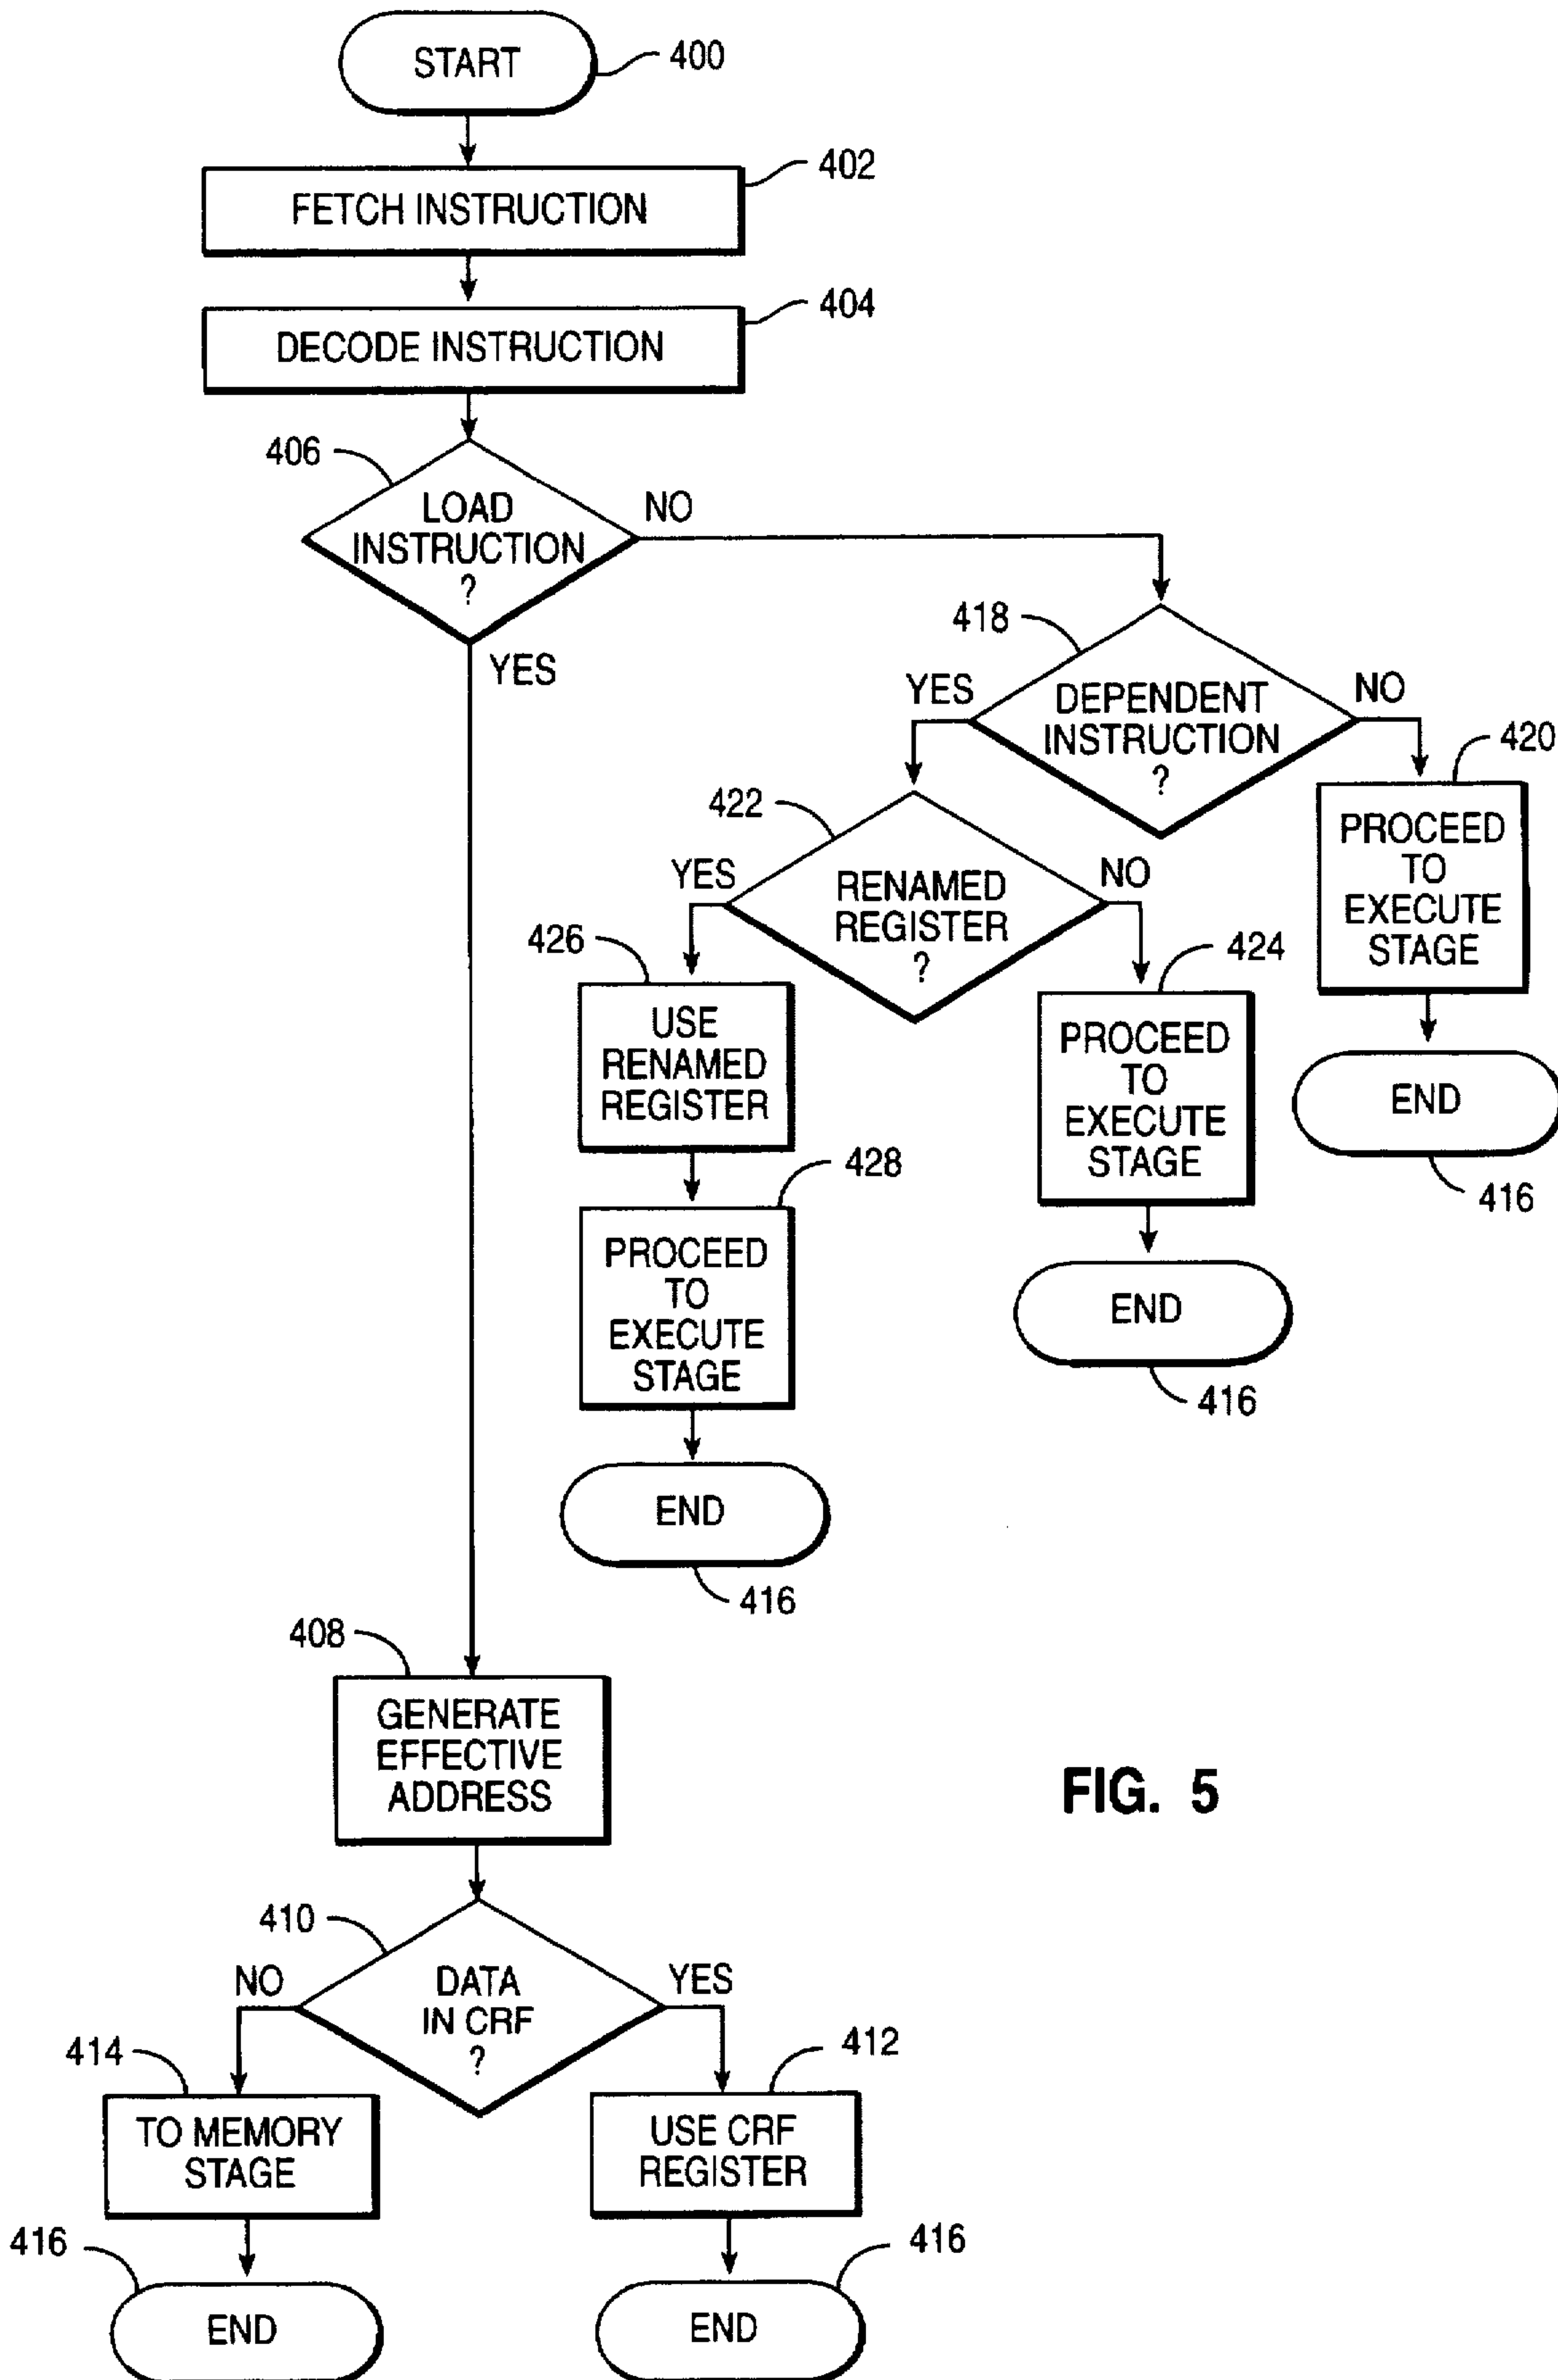 START
400
402
FETCH INSTRUCTION
404
DECODE INSTRUCTION
406
LOAD
INSTRUCTION
?
NO
YES
418
DEPENDENT
INSTRUCTION
?
YES
NO
420
PROCEED
TO
EXECUTE
STAGE
END
416
422
RENAMED
REGISTER
?
YES
NO
424
PROCEED
TO
EXECUTE
STAGE
END
416
426
USE
RENAMED
REGISTER
428
PROCEED
TO
EXECUTE
STAGE
END
416
408
GENERATE
EFFECTIVE
ADDRESS
FIG. 5
410
DATA
IN CRF
?
NO
YES
414
TO MEMORY
STAGE
416
END
412
USE CRF
REGISTER
416
END